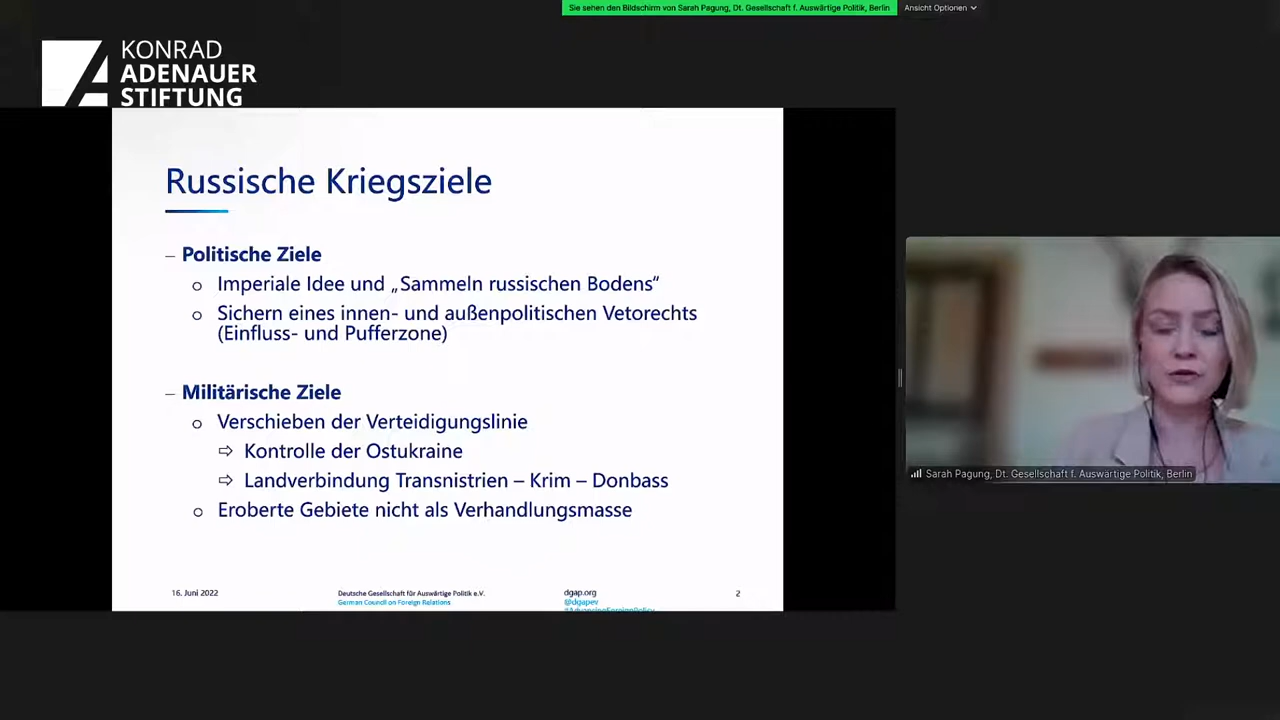 Sie sehen den Bildschirm von Sarah Pagung, Dt. Gesellschaft f. Auswärtige Politik, Berlin
Ansicht Optionen
KONRAD
ADENAUER
STIFTUNG
Russische Kriegsziele
– Politische Ziele
o Imperiale Idee und „Sammeln russischen Bodens“
o Sichern eines innen- und außenpolitischen Vetorechts
(Einfluss- und Pufferzone)
– Militärische Ziele
o Verschieben der Verteidigungslinie
⇨ Kontrolle der Ostukraine
⇨ Landverbindung Transnistrien – Krim – Donbass
o Eroberte Gebiete nicht als Verhandlungsmasse
16. Juni 2022
Deutsche Gesellschaft für Auswärtige Politik e.V.
German Council on Foreign Relations
dgap.org
@dgapev
#AdvancingForeignPolicy
2
Sarah Pagung, Dt. Gesellschaft f. Auswärtige Politik, Berlin